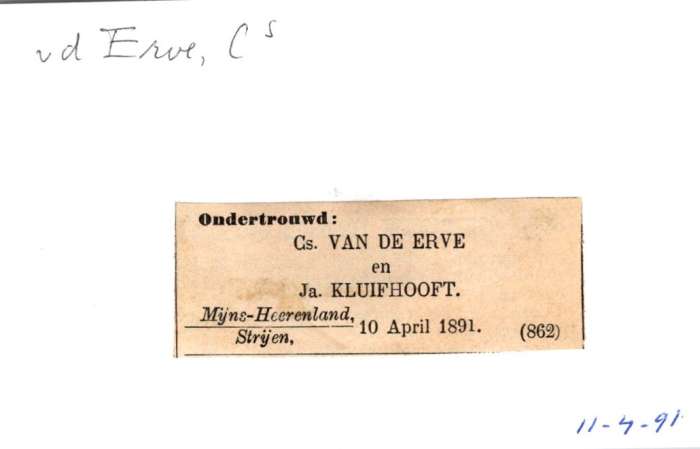 vd Erve, Cs
Ondertrouwd:
Cs. VAN DE ERVE
en
Ja. KLUIFHOOFT.
Mijns-Heerenland,
Strijen,
10 April 1891.
(862)
11-4-91